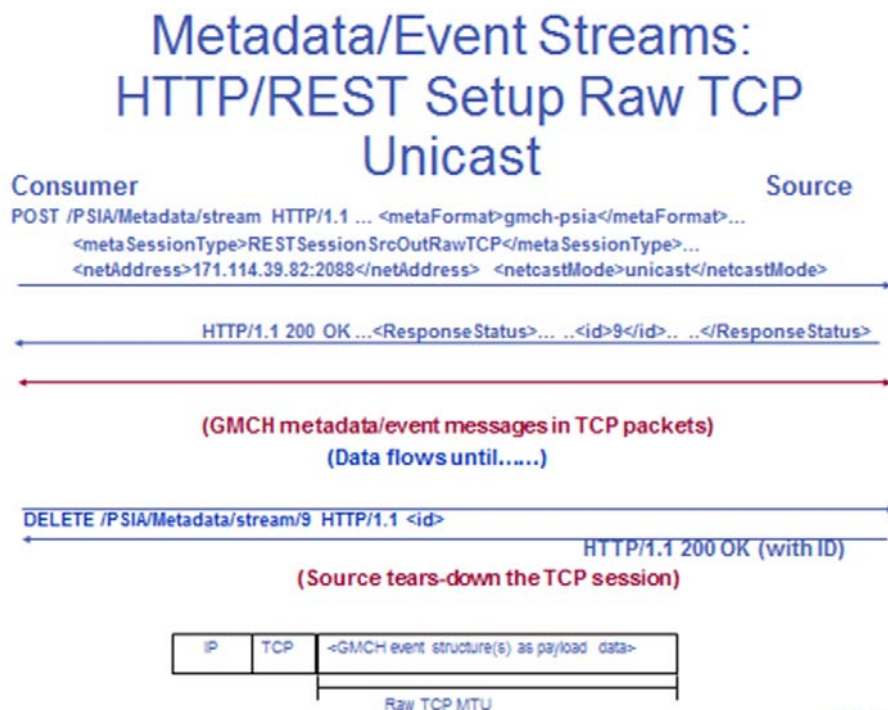 Metadata/Event Streams:
HTTP/REST Setup Raw TCP
Unicast
Consumer
Source
POST /PSIA/Metadata/stream HTTP/1.1 ... <metaFormat>gmch-psia</metaFormat>...
<metaSessionType>RESTSessionSrcOutRawTCP</metaSessionType>...
<netAddress>171.114.39.82:2088</netAddress> <netcastMode>unicast</netcastMode>
HTTP/1.1 200 OK ...<ResponseStatus>... ..<id>9</id>.. ..</ResponseStatus>
(GMCH metadata/event messages in TCP packets)
(Data flows until......)
DELETE /PSIA/Metadata/stream/9 HTTP/1.1 <id>
HTTP/1.1 200 OK (with ID)
(Source tears-down the TCP session)
IP TCP <GMCH event structure(s) as payload data>
Raw TCP MTU